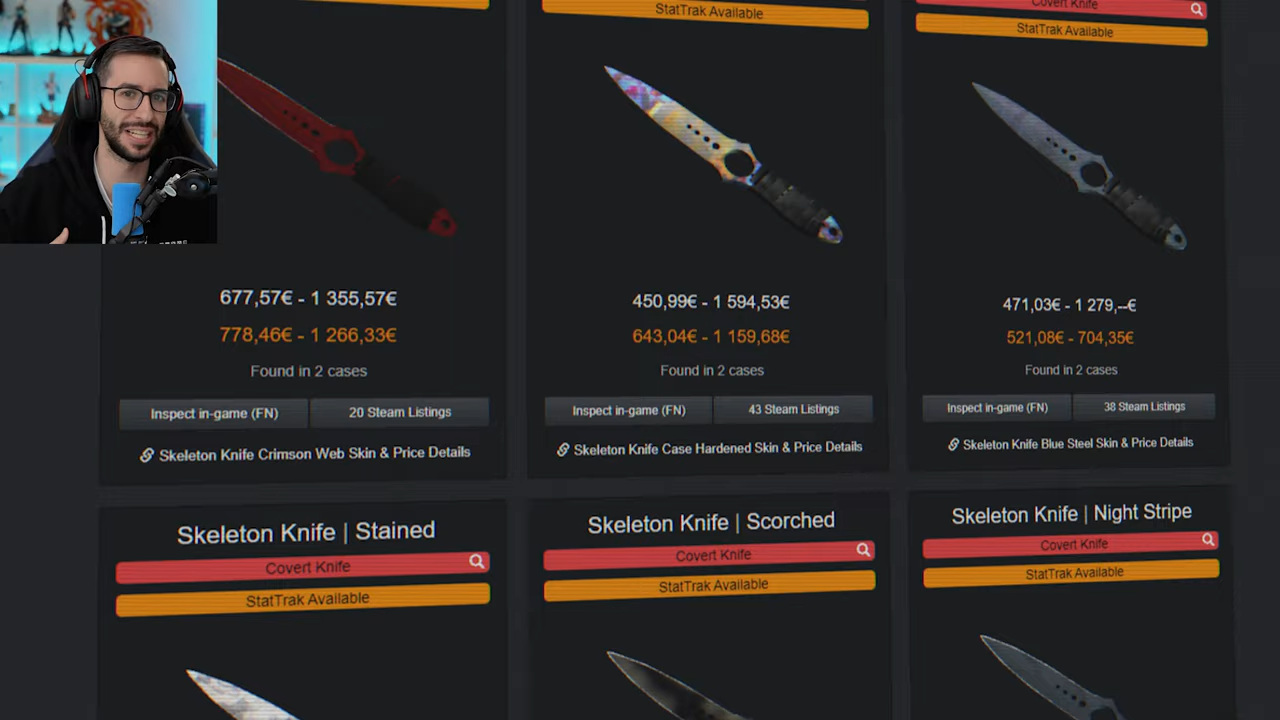 StatTrak Available
Covert Knife
StatTrak Available
677,57€ - 1 355,57€
778,46€ - 1 266,33€
Found in 2 cases
Inspect in-game (FN)
20 Steam Listings
Skeleton Knife Crimson Web Skin & Price Details
450,99€ - 1 594,53€
643,04€ - 1 159,68€
Found in 2 cases
Inspect in-game (FN)
43 Steam Listings
Skeleton Knife Case Hardened Skin & Price Details
471,03€ - 1 279,--€
521,08€ - 704,35€
Found in 2 cases
Inspect in-game (FN)
38 Steam Listings
Skeleton Knife Blue Steel Skin & Price Details
Skeleton Knife | Stained
Covert Knife
StatTrak Available
Skeleton Knife | Scorched
Covert Knife
StatTrak Available
Skeleton Knife | Night Stripe
Covert Knife
StatTrak Available